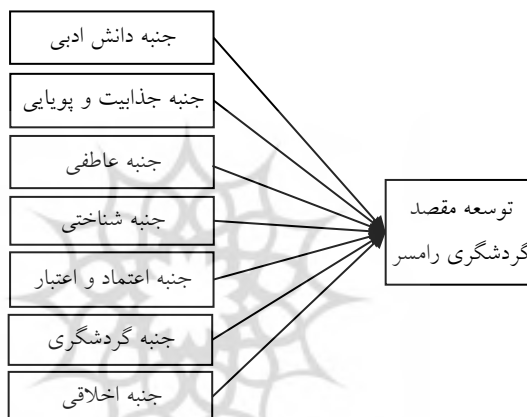 جنبه دانش ادبی
جنبه جذابیت و پویایی
جنبه عاطفی
جنبه شناختی
جنبه اعتماد و اعتبار
جنبه گردشگری
جنبه اخلاقی
توسعه مقصد
گردشگری رامسر